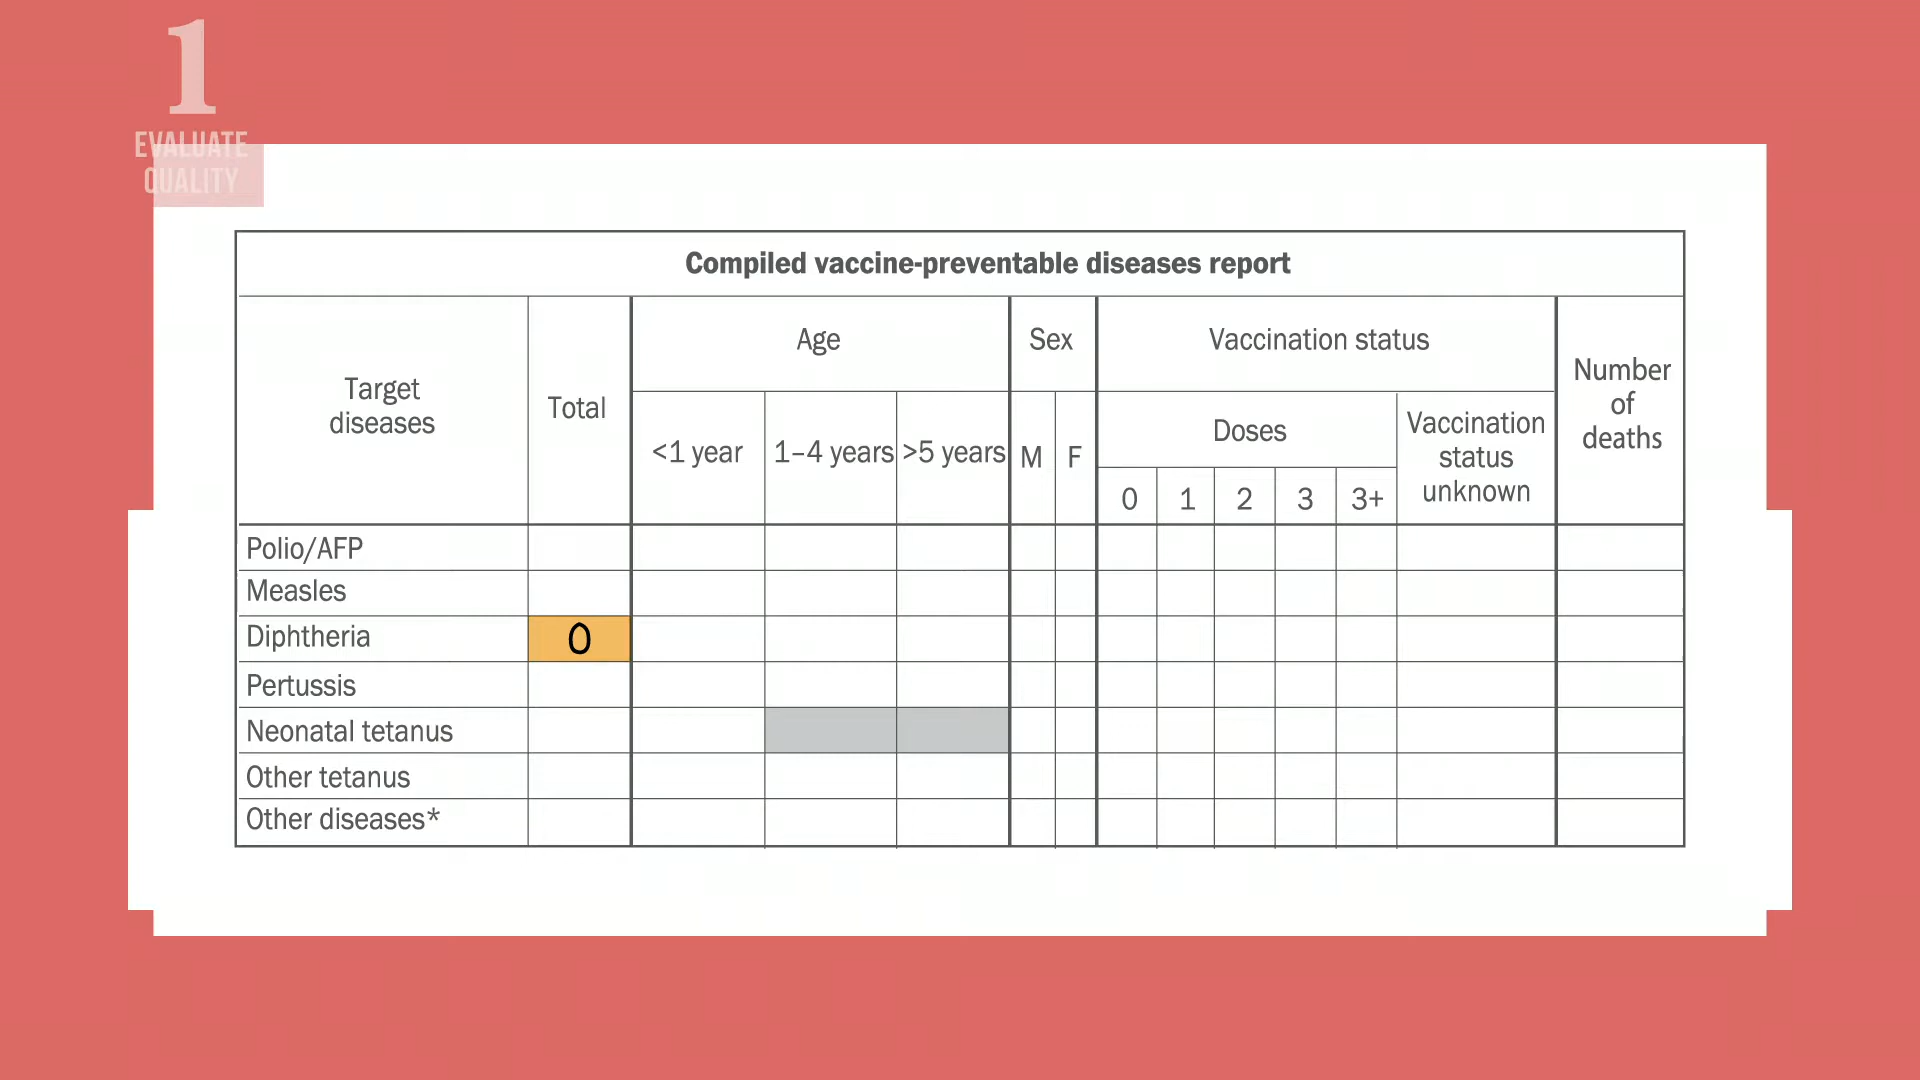 1
EVALUATE
QUALITY
Compiled vaccine-preventable diseases report
Target
diseases
Total
Age
Sex
Vaccination status
Number
of
deaths
<1 year
1–4 years
>5 years
M
F
Doses
Vaccination
status
unknown
0
1
2
3
3+
Polio/AFP
Measles
Diphtheria
0
Pertussis
Neonatal tetanus
Other tetanus
Other diseases*